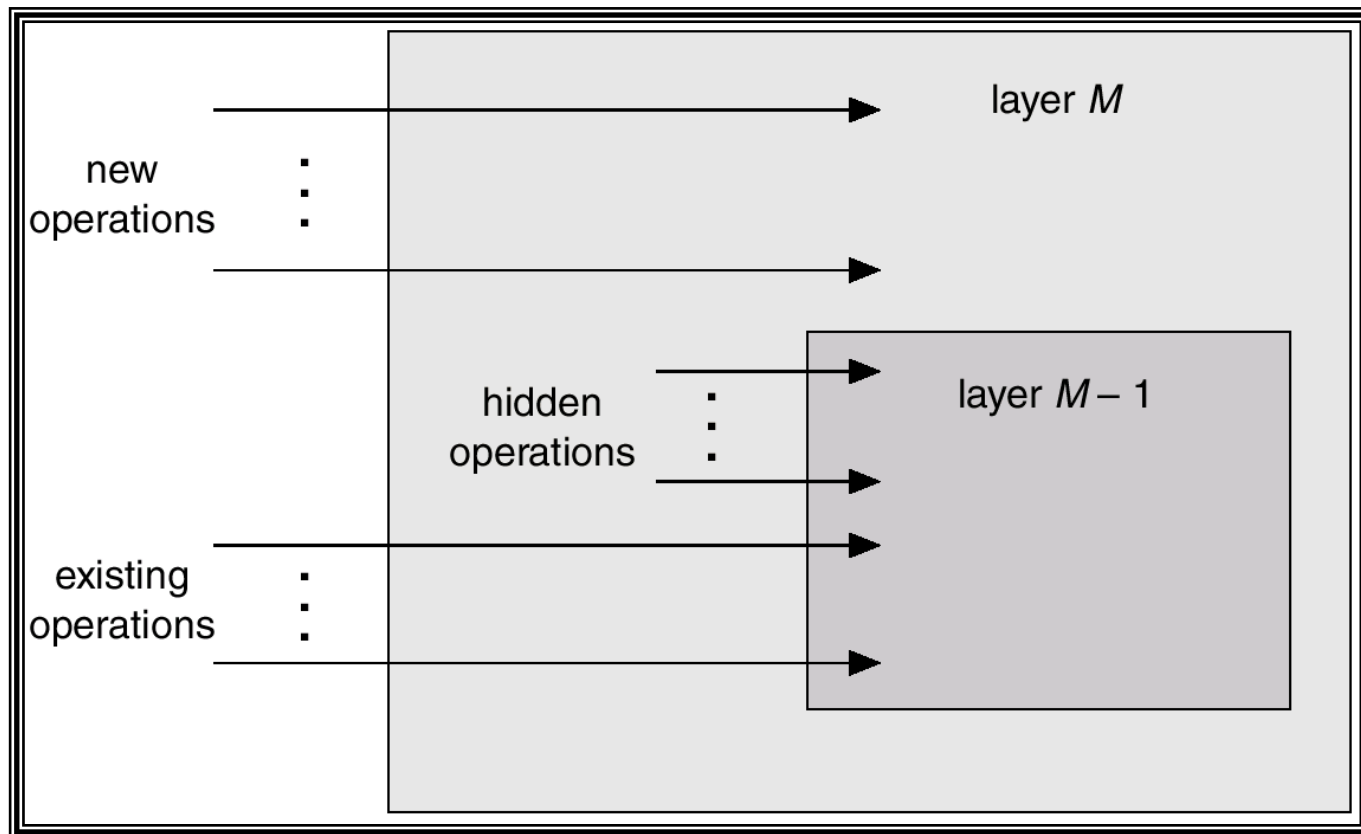 layer M
new
operations
hidden
operations
layer M – 1
existing
operations